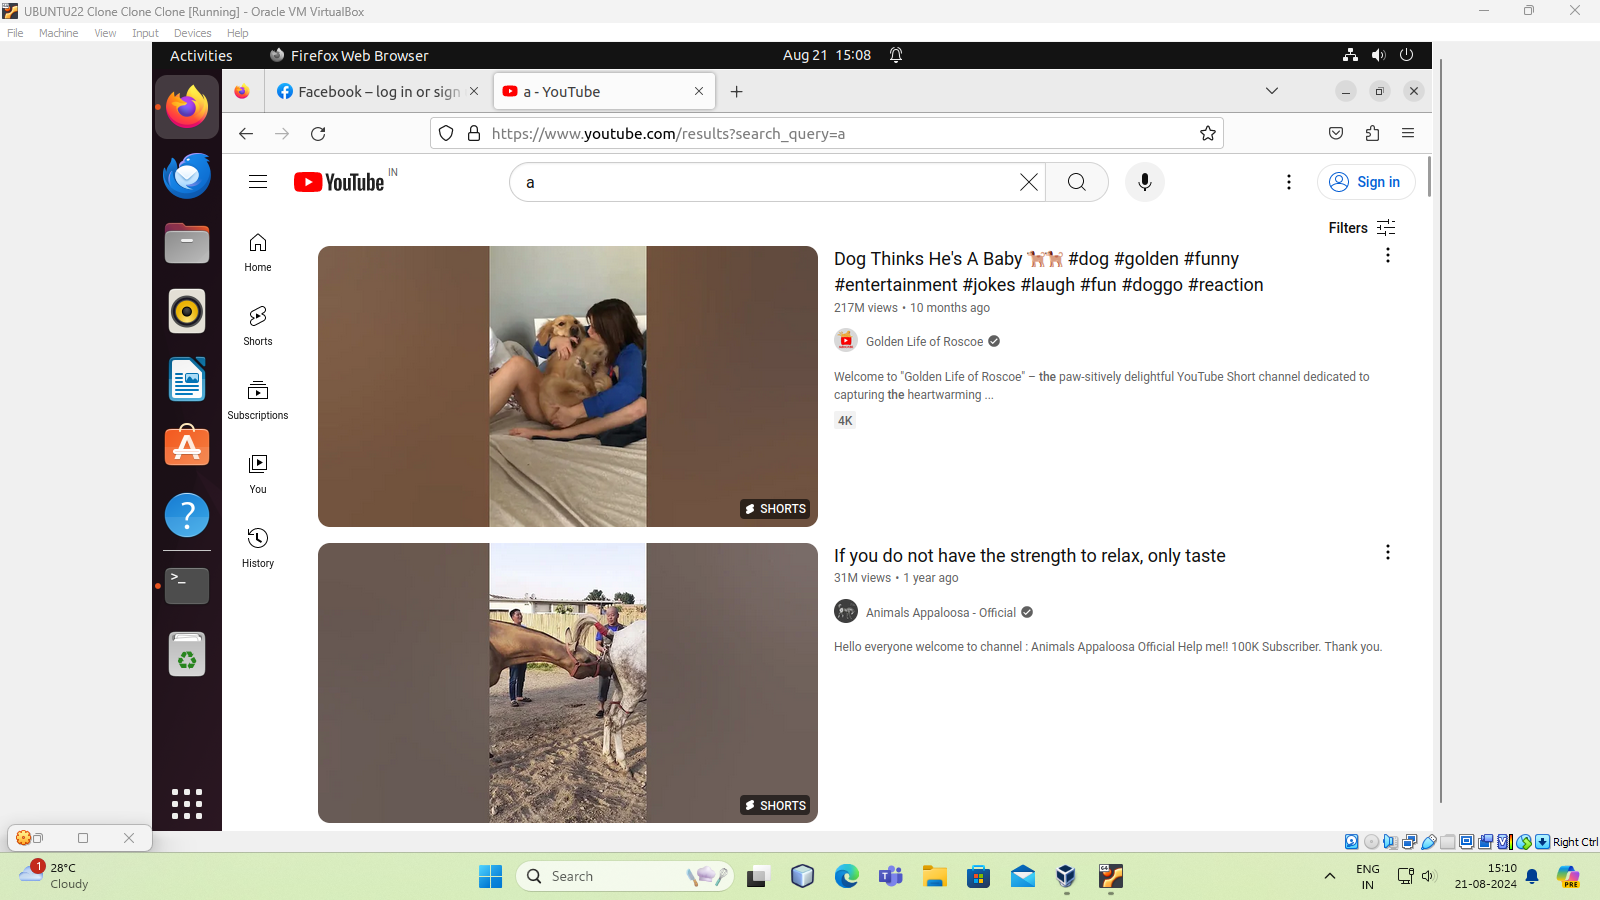 UBUNTU22 Clone Clone Clone [Running] - Oracle VM VirtualBox
File Machine View Input Devices Help
Activities Firefox Web Browser Aug 21 15:08
Facebook – log in or sign
a - YouTube
https://www.youtube.com/results?search_query=a
YouTube IN
a
Sign in
Filters
Home
Shorts
Subscriptions
You
History
Dog Thinks He's A Baby 🐕🐕 #dog #golden #funny
#entertainment #jokes #laugh #fun #doggo #reaction
217M views • 10 months ago
Golden Life of Roscoe
Welcome to "Golden Life of Roscoe" – the paw-sitively delightful YouTube Short channel dedicated to
capturing the heartwarming ...
4K
SHORTS
If you do not have the strength to relax, only taste
31M views • 1 year ago
Animals Appaloosa - Official
Hello everyone welcome to channel : Animals Appaloosa Official Help me!! 100K Subscriber. Thank you.
SHORTS
Right Ctrl
1
28°C
Cloudy
Search
ENG
IN
15:10
21-08-2024
PRE